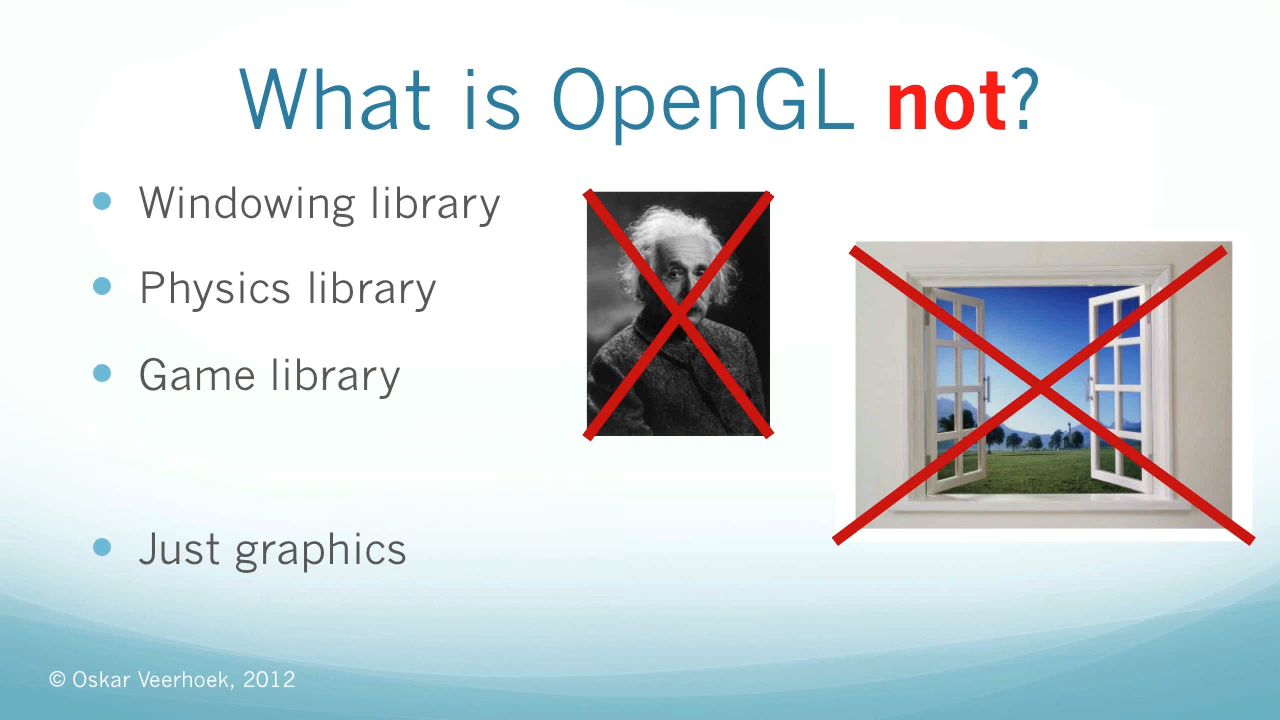 What is OpenGL not?
Windowing library
Physics library
Game library
Just graphics
© Oskar Veerhoek, 2012